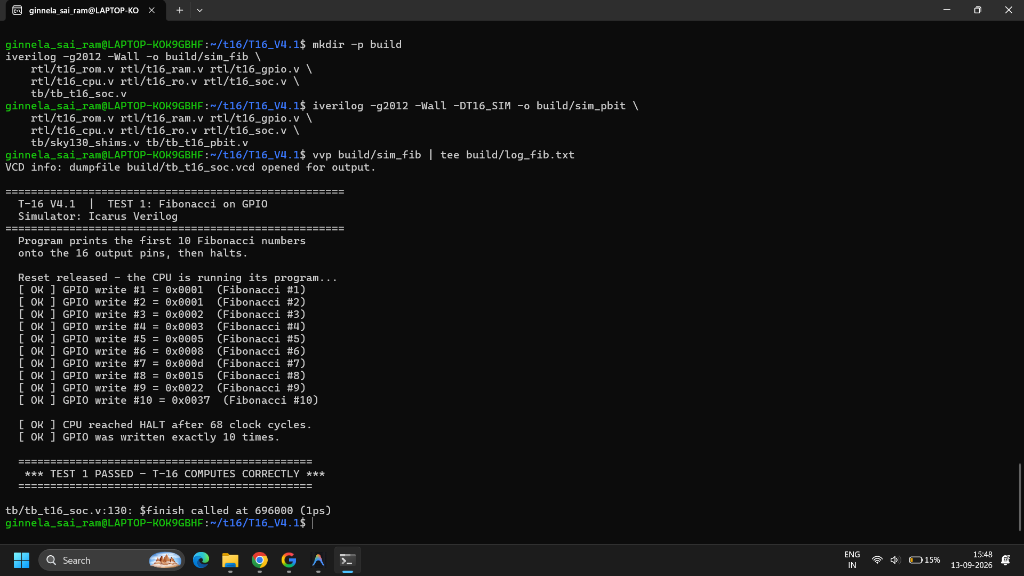 ginnela_sai_ram@LAPTOP-KO
ginnela_sai_ram@LAPTOP-KOK9GBHF:~/t16/T16_V4.1$ mkdir -p build
iverilog -g2012 -Wall -o build/sim_fib \
    rtl/t16_rom.v rtl/t16_ram.v rtl/t16_gpio.v \
    rtl/t16_cpu.v rtl/t16_ro.v rtl/t16_soc.v \
    tb/tb_t16_soc.v
ginnela_sai_ram@LAPTOP-KOK9GBHF:~/t16/T16_V4.1$ iverilog -g2012 -Wall -DT16_SIM -o build/sim_pbit \
    rtl/t16_rom.v rtl/t16_ram.v rtl/t16_gpio.v \
    rtl/t16_cpu.v rtl/t16_ro.v rtl/t16_soc.v \
    tb/sky130_shims.v tb/tb_t16_pbit.v
ginnela_sai_ram@LAPTOP-KOK9GBHF:~/t16/T16_V4.1$ vvp build/sim_fib | tee build/log_fib.txt
VCD info: dumpfile build/tb_t16_soc.vcd opened for output.
====================================================
  T-16 V4.1  |  TEST 1: Fibonacci on GPIO
  Simulator: Icarus Verilog
====================================================
  Program prints the first 10 Fibonacci numbers
  onto the 16 output pins, then halts.
  Reset released - the CPU is running its program...
  [ OK ] GPIO write #1 = 0x0001  (Fibonacci #1)
  [ OK ] GPIO write #2 = 0x0001  (Fibonacci #2)
  [ OK ] GPIO write #3 = 0x0002  (Fibonacci #3)
  [ OK ] GPIO write #4 = 0x0003  (Fibonacci #4)
  [ OK ] GPIO write #5 = 0x0005  (Fibonacci #5)
  [ OK ] GPIO write #6 = 0x0008  (Fibonacci #6)
  [ OK ] GPIO write #7 = 0x000d  (Fibonacci #7)
  [ OK ] GPIO write #8 = 0x0015  (Fibonacci #8)
  [ OK ] GPIO write #9 = 0x0022  (Fibonacci #9)
  [ OK ] GPIO write #10 = 0x0037  (Fibonacci #10)
  [ OK ] CPU reached HALT after 68 clock cycles.
  [ OK ] GPIO was written exactly 10 times.
  =============================================
   *** TEST 1 PASSED - T-16 COMPUTES CORRECTLY ***
  =============================================
tb/tb_t16_soc.v:130: $finish called at 696000 (1ps)
ginnela_sai_ram@LAPTOP-KOK9GBHF:~/t16/T16_V4.1$
Search
ENG
IN
15%
15:48
13-09-2026